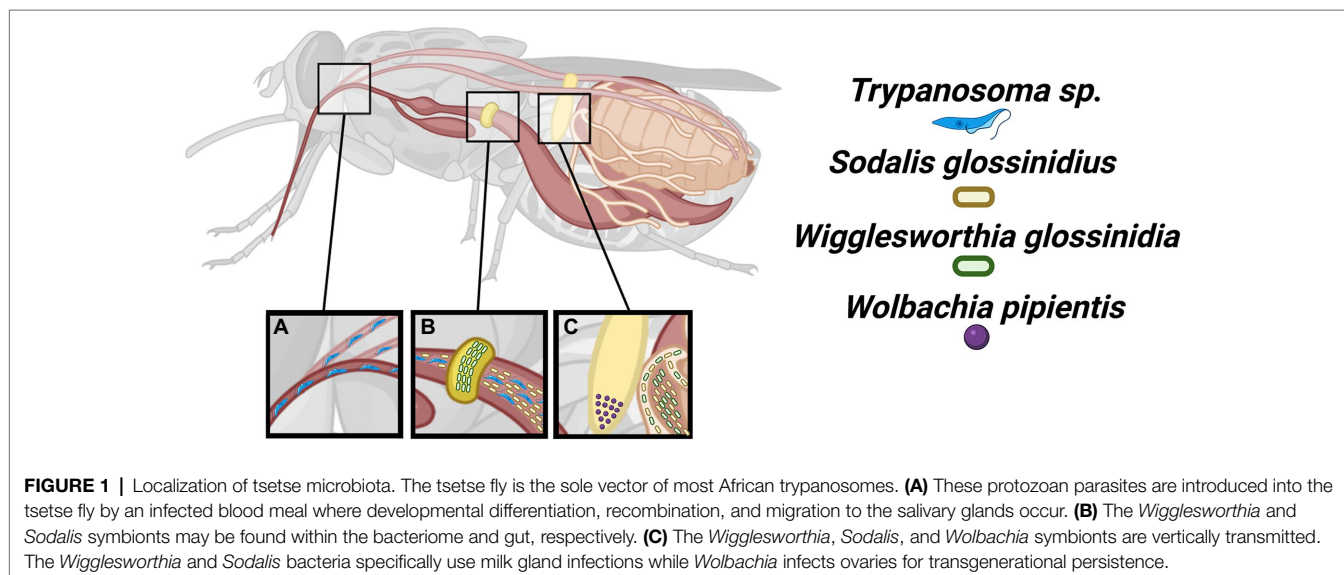 Trypanosoma sp.
Sodalis glossinidius
Wigglesworthia glossinidia
Wolbachia pipientis
A
B
C
FIGURE 1 | Localization of tsetse microbiota. The tsetse fly is the sole vector of most African trypanosomes. (A) These protozoan parasites are introduced into the
tsetse fly by an infected blood meal where developmental differentiation, recombination, and migration to the salivary glands occur. (B) The Wigglesworthia and
Sodalis symbionts may be found within the bacteriome and gut, respectively. (C) The Wigglesworthia, Sodalis, and Wolbachia symbionts are vertically transmitted.
The Wigglesworthia and Sodalis bacteria specifically use milk gland infections while Wolbachia infects ovaries for transgenerational persistence.